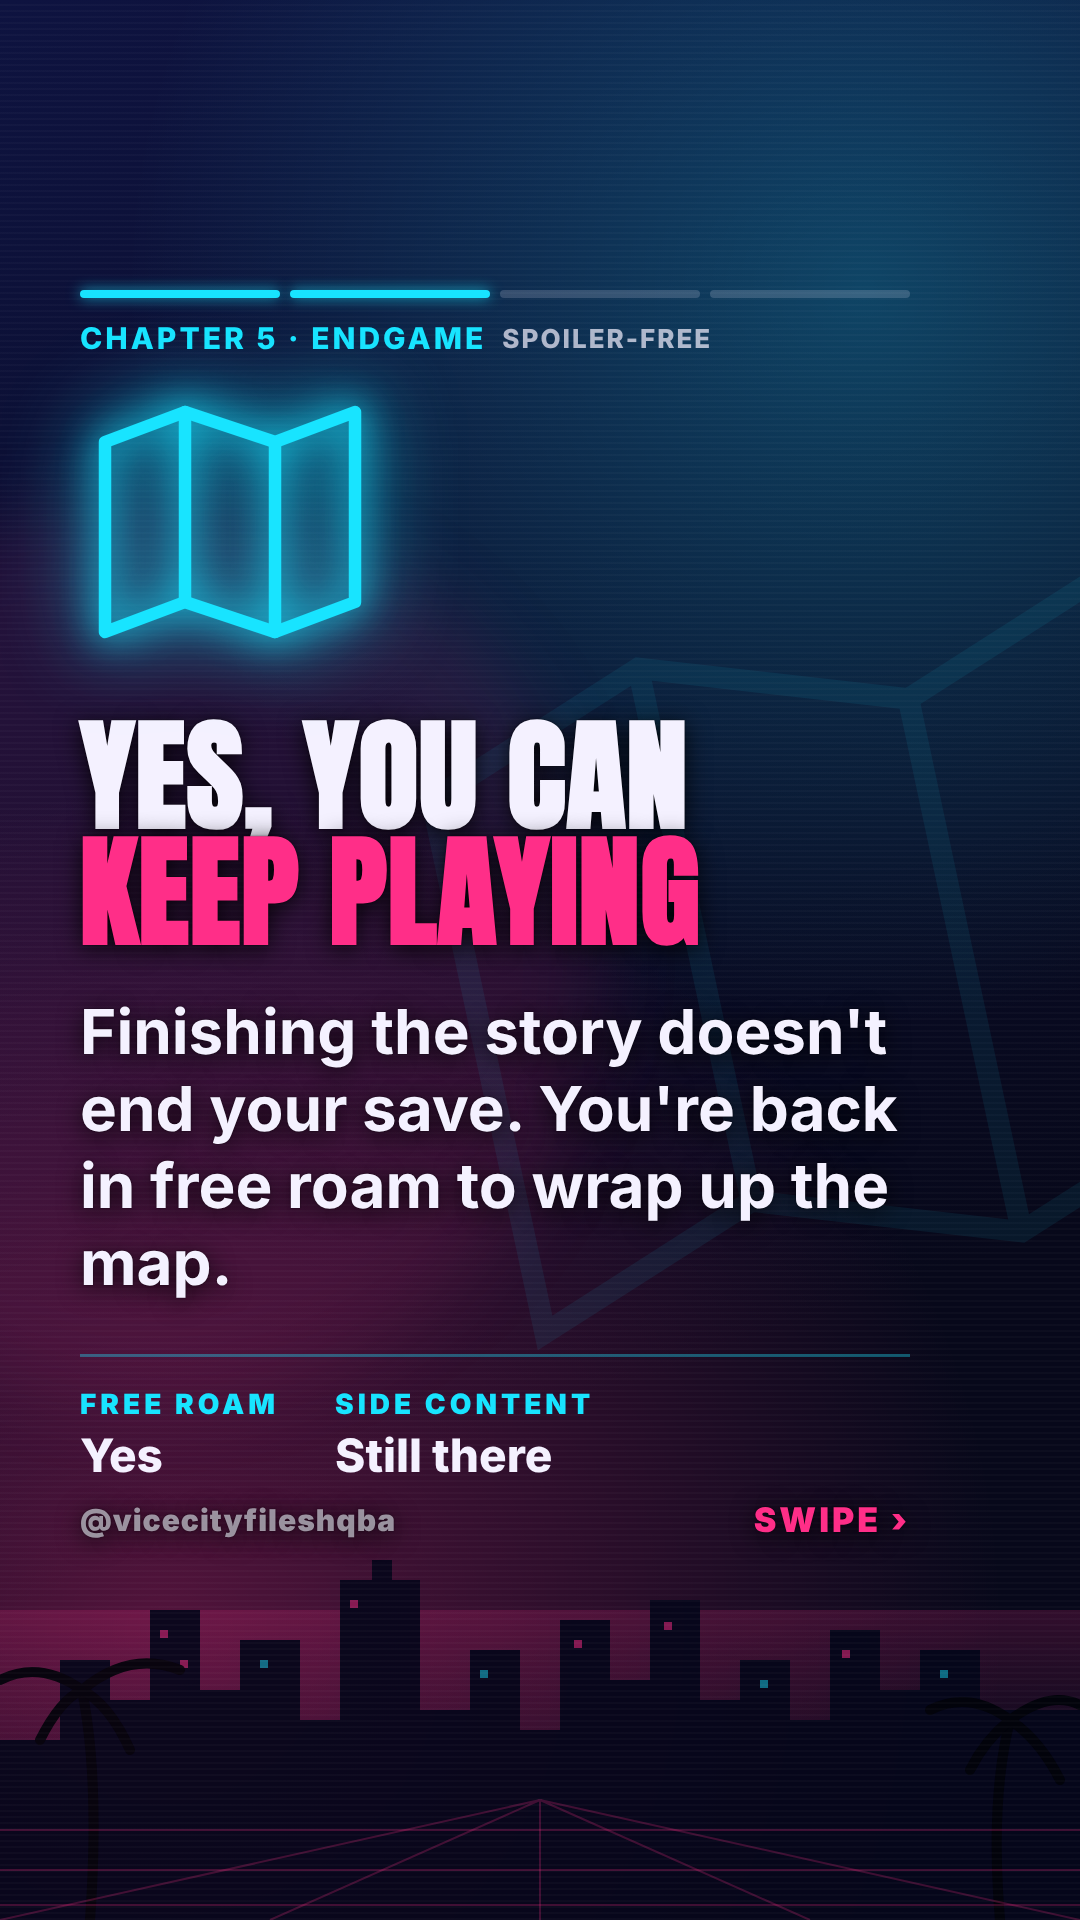 CHAPTER 5 · ENDGAME SPOILER-FREE
YES, YOU CAN
KEEP PLAYING
Finishing the story doesn't
end your save. You're back
in free roam to wrap up the
map.
FREE ROAM SIDE CONTENT
Yes Still there
@vicecityfileshqba SWIPE ›